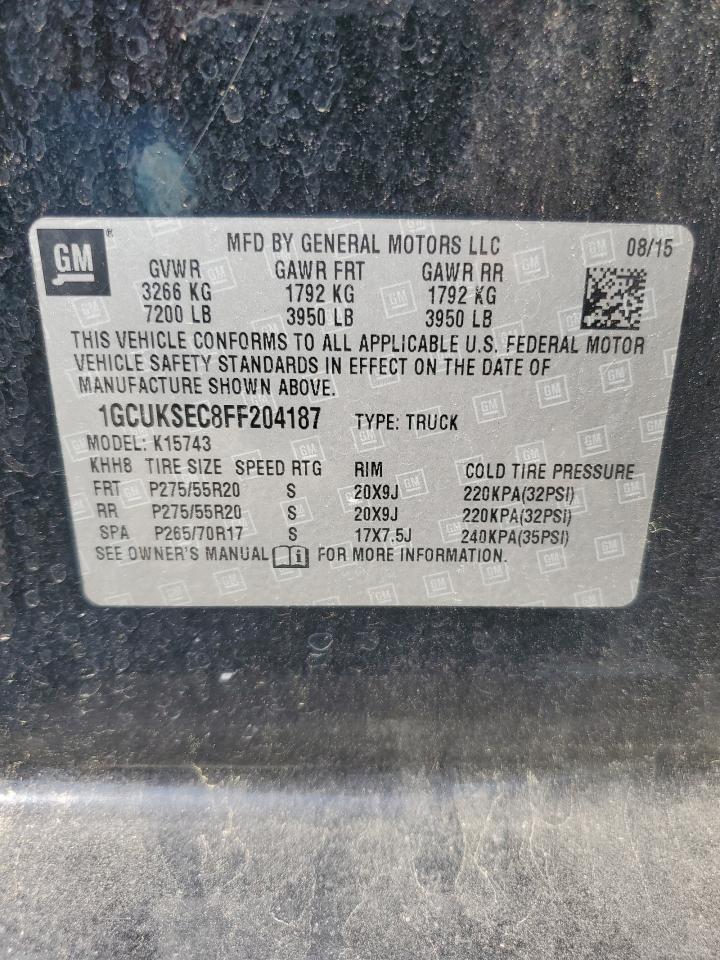 GM ®
MFD BY GENERAL MOTORS LLC 08/15
GVWR GAWR FRT GAWR RR
3266 KG 1792 KG 1792 KG
7200 LB 3950 LB 3950 LB
THIS VEHICLE CONFORMS TO ALL APPLICABLE U.S. FEDERAL MOTOR
VEHICLE SAFETY STANDARDS IN EFFECT ON THE DATE OF
MANUFACTURE SHOWN ABOVE.
1GCUKSEC8FF204187 TYPE: TRUCK
MODEL: K15743
KHH8 TIRE SIZE SPEED RTG RIM COLD TIRE PRESSURE
FRT P275/55R20 S 20X9J 220KPA(32PSI)
RR P275/55R20 S 20X9J 220KPA(32PSI)
SPA P265/70R17 S 17X7.5J 240KPA(35PSI)
SEE OWNER'S MANUAL i FOR MORE INFORMATION.